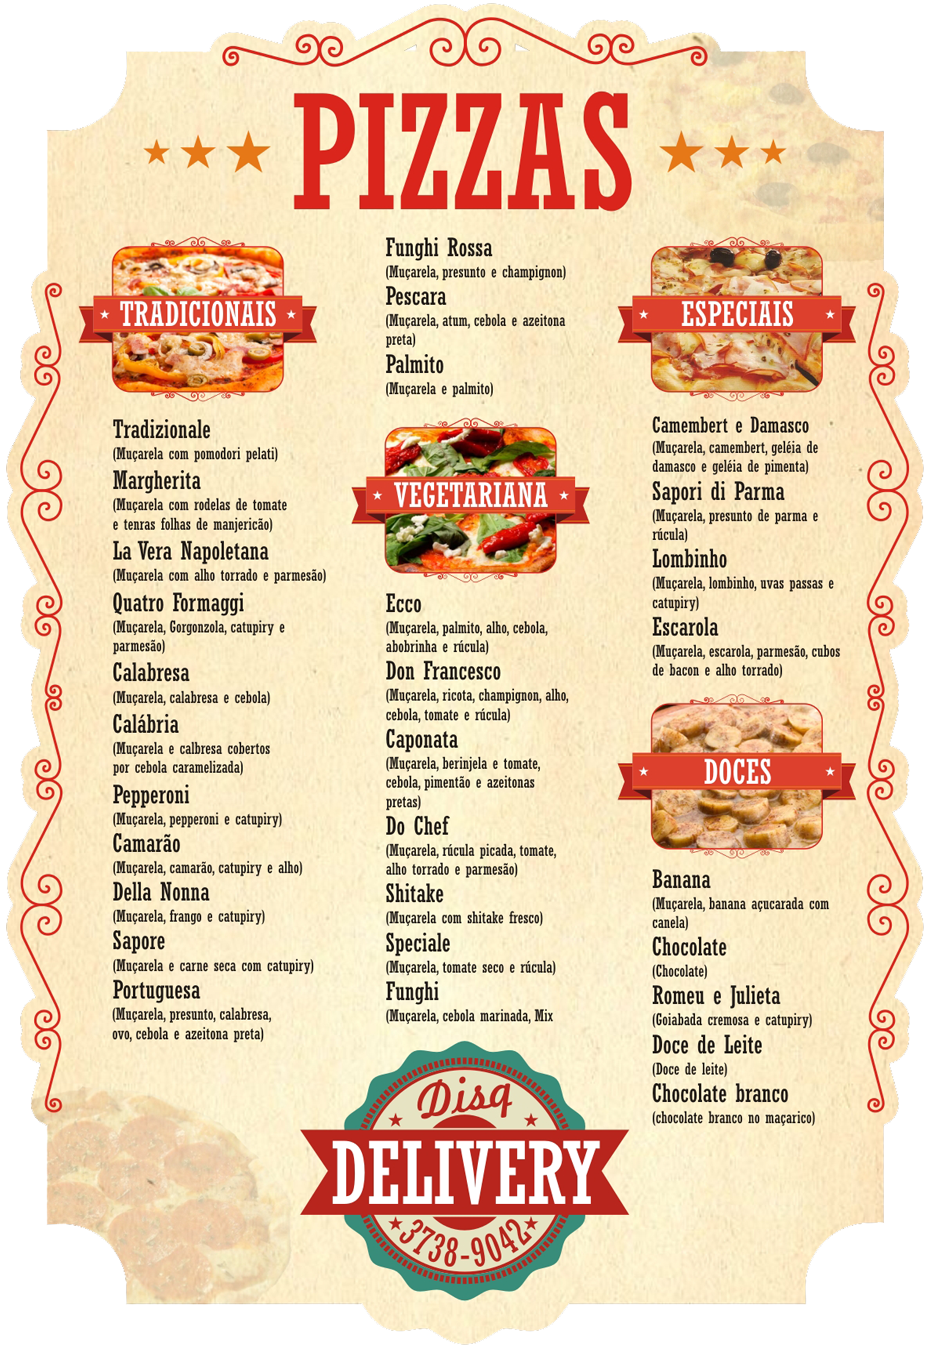 PIZZAS
TRADICIONAIS
Tradizionale
(Muçarela com pomodori pelati)
Margherita
(Muçarela com rodelas de tomate
e tenras folhas de manjericão)
La Vera Napoletana
(Muçarela com alho torrado e parmesão)
Quatro Formaggi
(Muçarela, Gorgonzola, catupiry e
parmesão)
Calabresa
(Muçarela, calabresa e cebola)
Calábria
(Muçarela e calbresa cobertos
por cebola caramelizada)
Pepperoni
(Muçarela, pepperoni e catupiry)
Camarão
(Muçarela, camarão, catupiry e alho)
Della Nonna
(Muçarela, frango e catupiry)
Sapore
(Muçarela e carne seca com catupiry)
Portuguesa
(Muçarela, presunto, calabresa,
ovo, cebola e azeitona preta)
Funghi Rossa
(Muçarela, presunto e champignon)
Pescara
(Muçarela, atum, cebola e azeitona
preta)
Palmito
(Muçarela e palmito)
VEGETARIANA
Ecco
(Muçarela, palmito, alho, cebola,
abobrinha e rúcula)
Don Francesco
(Muçarela, ricota, champignon, alho,
cebola, tomate e rúcula)
Caponata
(Muçarela, berinjela e tomate,
cebola, pimentão e azeitonas
pretas)
Do Chef
(Muçarela, rúcula picada, tomate,
alho torrado e parmesão)
Shitake
(Muçarela com shitake fresco)
Speciale
(Muçarela, tomate seco e rúcula)
Funghi
(Muçarela, cebola marinada, Mix
ESPECIAIS
Camembert e Damasco
(Muçarela, camembert, geléia de
damasco e geléia de pimenta)
Sapori di Parma
(Muçarela, presunto de parma e
rúcula)
Lombinho
(Muçarela, lombinho, uvas passas e
catupiry)
Escarola
(Muçarela, escarola, parmesão, cubos
de bacon e alho torrado)
DOCES
Banana
(Muçarela, banana açucarada com
canela)
Chocolate
(Chocolate)
Romeu e Julieta
(Goiabada cremosa e catupiry)
Doce de Leite
(Doce de leite)
Chocolate branco
(chocolate branco no maçarico)
Disq
DELIVERY
3738-9042